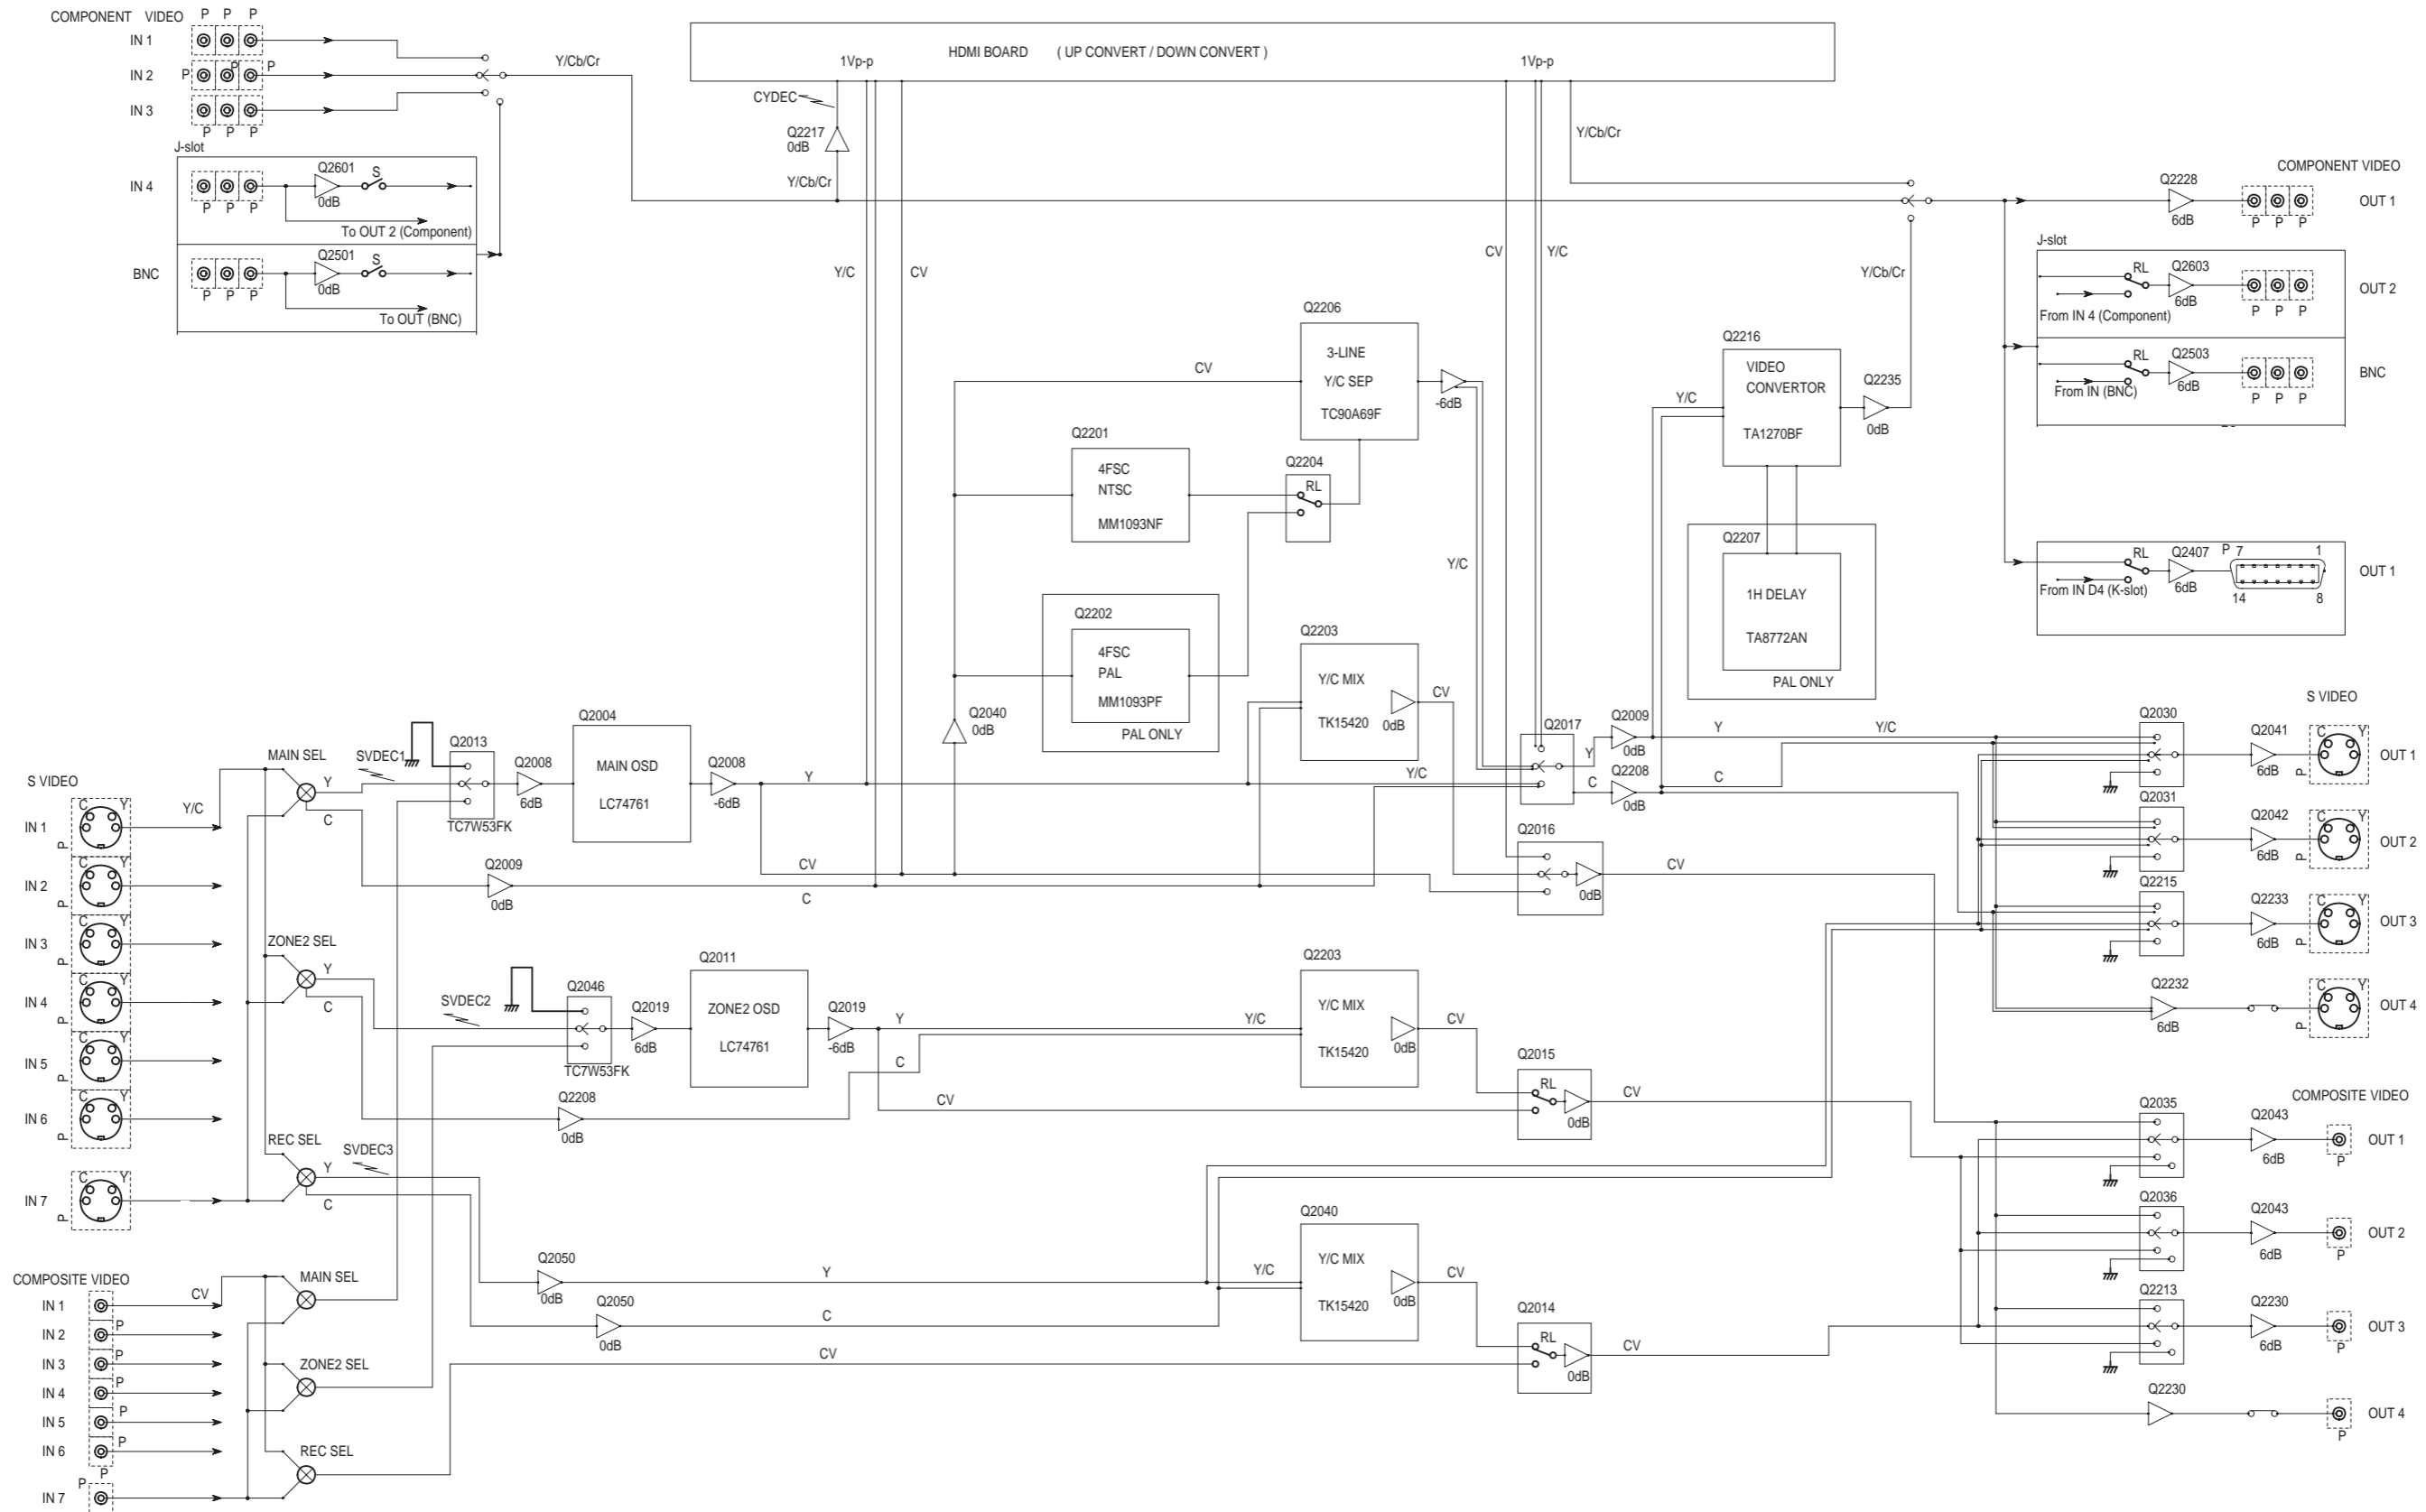 COMPONENT VIDEO
P P P
IN 1
IN 2
P P P
IN 3
P P P
Y/Cb/Cr
J-slot
IN 4
P P P
Q2601
0dB
S
To OUT 2 (Component)
BNC
P P P
Q2501
0dB
S
To OUT (BNC)
HDMI BOARD ( UP CONVERT / DOWN CONVERT )
1Vp-p
1Vp-p
CYDEC
Q2217
0dB
Y/Cb/Cr
Y/Cb/Cr
Y/C
CV
CV
Y/C
Y/Cb/Cr
COMPONENT VIDEO
Q2228
6dB
P P P
OUT 1
J-slot
RL
Q2603
6dB
P P P
OUT 2
From IN 4 (Component)
RL
Q2503
6dB
P P P
BNC
From IN (BNC)
RL
Q2407
6dB
P 7 1
14 8
OUT 1
From IN D4 (K-slot)
CV
Q2206
3-LINE
Y/C SEP
TC90A69F
-6dB
Q2201
4FSC
NTSC
MM1093NF
Q2204
RL
Q2202
4FSC
PAL
MM1093PF
PAL ONLY
Q2040
0dB
Q2203
Y/C MIX
TK15420
0dB
CV
Y/C
Y/C
Q2216
VIDEO
CONVERTOR
TA1270BF
Q2235
0dB
Y/C
Q2207
1H DELAY
TA8772AN
PAL ONLY
S VIDEO
Y/C
C Y
P
IN 1
C Y
P
IN 2
C Y
P
IN 3
C Y
P
IN 4
C Y
P
IN 5
C Y
P
IN 6
C Y
P
IN 7
MAIN SEL
Y
C
SVDEC1
Q2013
TC7W53FK
Q2008
6dB
Q2004
MAIN OSD
LC74761
Q2008
-6dB
Y
CV
C
Q2009
0dB
Q2017
Y
C
Q2009
0dB
Q2208
0dB
Y
C
Y/C
Q2016
0dB
CV
ZONE2 SEL
Y
C
SVDEC2
Q2046
TC7W53FK
Q2019
6dB
Q2011
ZONE2 OSD
LC74761
Q2019
-6dB
Y
C
CV
Y/C
Q2208
0dB
Q2203
Y/C MIX
TK15420
0dB
CV
Q2015
RL
0dB
CV
REC SEL
Y
C
SVDEC3
Q2050
0dB
Y
Q2050
0dB
C
CV
Y/C
Q2040
Y/C MIX
TK15420
0dB
CV
Q2014
RL
0dB
CV
COMPOSITE VIDEO
CV
IN 1
IN 2
P
IN 3
P
IN 4
P
IN 5
P
IN 6
P
P
IN 7
P
MAIN SEL
ZONE2 SEL
REC SEL
S VIDEO
Q2030
Q2041
6dB
C Y
P
OUT 1
Q2031
Q2042
6dB
C Y
P
OUT 2
Q2215
Q2233
6dB
C Y
P
OUT 3
Q2232
6dB
C Y
P
OUT 4
COMPOSITE VIDEO
Q2035
Q2043
6dB
P
OUT 1
Q2036
Q2043
6dB
P
OUT 2
Q2213
Q2230
6dB
P
OUT 3
Q2230
P
OUT 4